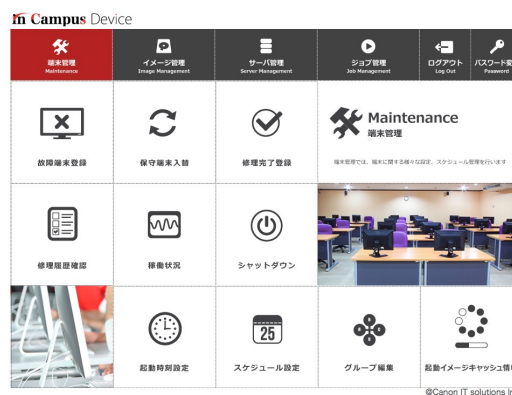 in Campus Device
端末管理
Maintenance
イメージ管理
Image Management
サーバ管理
Server Management
ジョブ管理
Job Management
ログアウト
Log Out
パスワード変
Password
故障端末登録
保守端末入替
修理完了登録
Maintenance
端末管理
端末管理では、端末に関する様々な設定、スケジュール管理を行います
修理履歴確認
稼働状況
シャットダウン
起動時刻設定
25
スケジュール設定
グループ編集
起動イメージキャッシュ情
@Canon IT solutions In